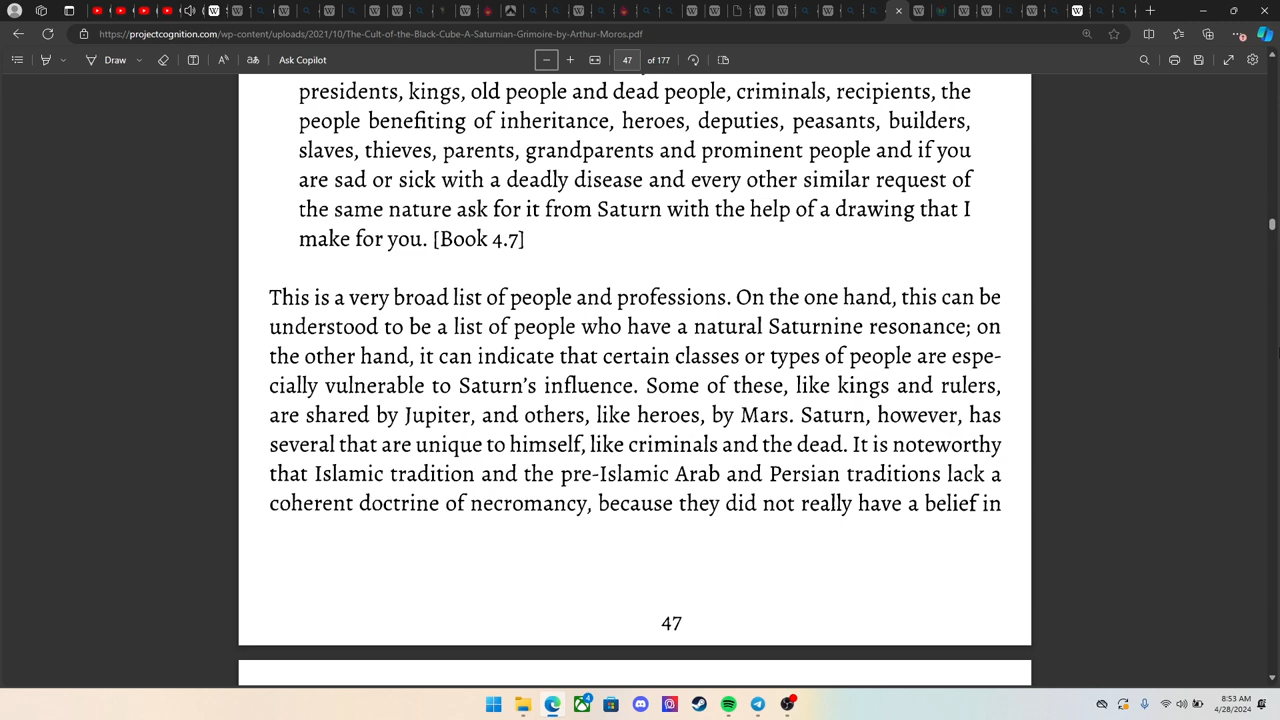 https://projectcognition.com/wp-content/uploads/2021/10/The-Cult-of-the-Black-Cube-A-Saturnian-Grimoire-by-Arthur-Moros.pdf
Draw
Ask Copilot
47
of 177
presidents, kings, old people and dead people, criminals, recipients, the
people benefiting of inheritance, heroes, deputies, peasants, builders,
slaves, thieves, parents, grandparents and prominent people and if you
are sad or sick with a deadly disease and every other similar request of
the same nature ask for it from Saturn with the help of a drawing that I
make for you. [Book 4.7]
This is a very broad list of people and professions. On the one hand, this can be
understood to be a list of people who have a natural Saturnine resonance; on
the other hand, it can indicate that certain classes or types of people are espe-
cially vulnerable to Saturn's influence. Some of these, like kings and rulers,
are shared by Jupiter, and others, like heroes, by Mars. Saturn, however, has
several that are unique to himself, like criminals and the dead. It is noteworthy
that Islamic tradition and the pre-Islamic Arab and Persian traditions lack a
coherent doctrine of necromancy, because they did not really have a belief in
47
8:53 AM
4/28/2024